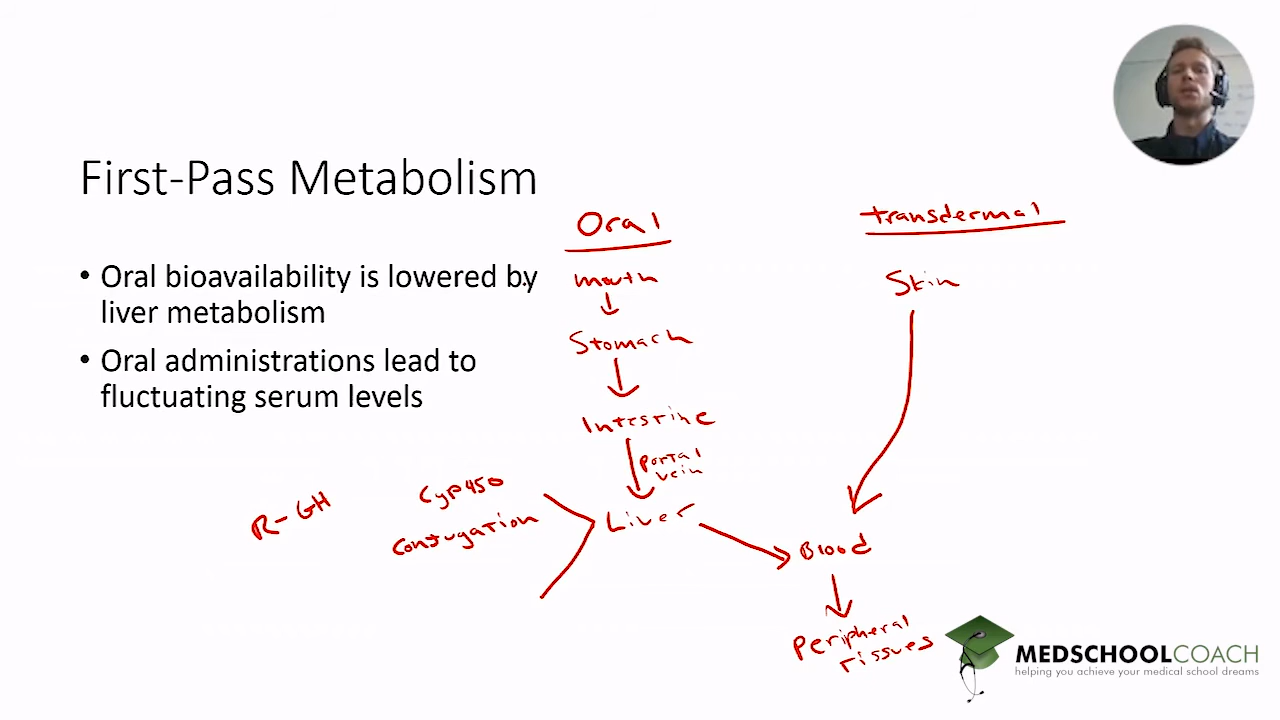 First-Pass Metabolism
• Oral bioavailability is lowered by
liver metabolism
• Oral administrations lead to
fluctuating serum levels
Oral
mouth
Stomach
Intestine
portal
vein
Liver
CYP450
conjugation
R-GH
transdermal
Skin
Blood
Peripheral
tissues
MEDSCHOOLCOACH
helping you achieve your medical school dreams